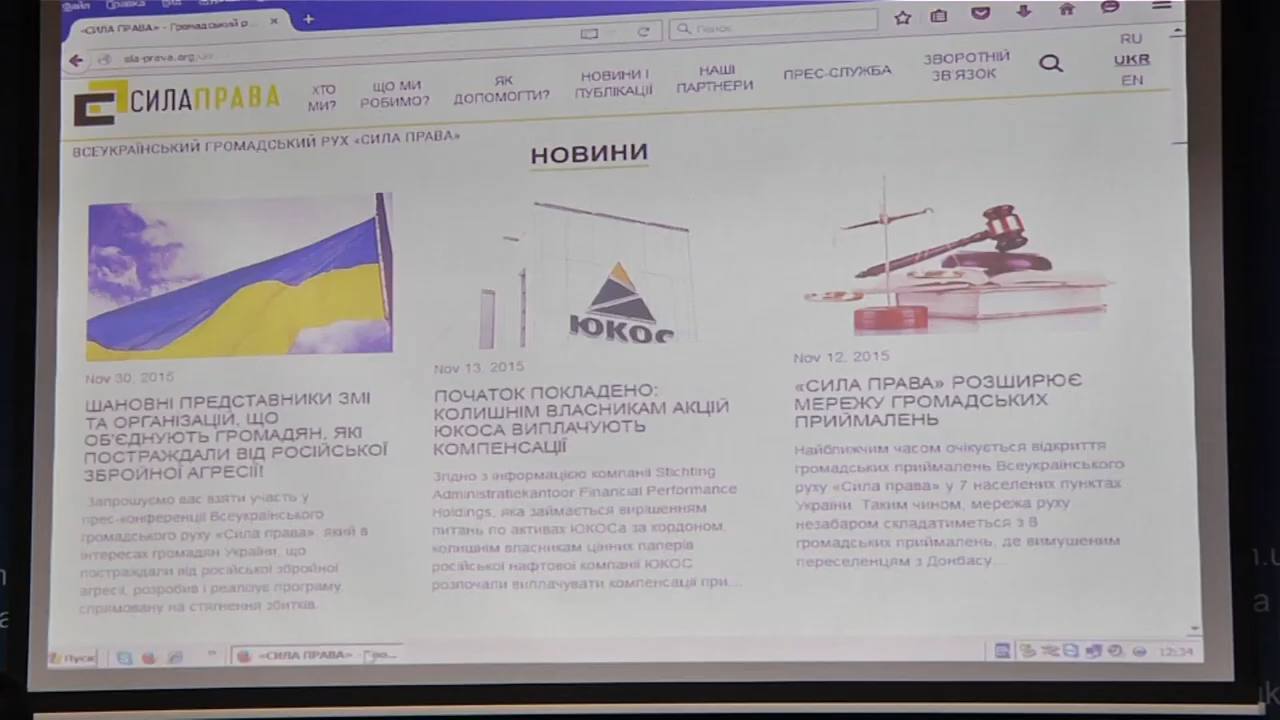 Файл Справка Вид
«СИЛА ПРАВА» - Громадський р...
sila-prava.org/ua
Поиск
СИЛАПРАВА
ХТО
МИ?
ЩО МИ
РОБИМО?
ЯК
ДОПОМОГТИ?
НОВИНИ І
ПУБЛІКАЦІЇ
НАШІ
ПАРТНЕРИ
ПРЕС-СЛУЖБА
ЗВОРОТНІЙ
ЗВ'ЯЗОК
RU
UKR
EN
ВСЕУКРАЇНСЬКИЙ ГРОМАДСЬКИЙ РУХ «СИЛА ПРАВА»
НОВИНИ
Nov 30, 2015
ШАНОВНІ ПРЕДСТАВНИКИ ЗМІ
ТА ОРГАНІЗАЦІЙ, ЩО
ОБ'ЄДНУЮТЬ ГРОМАДЯН, ЯКІ
ПОСТРАЖДАЛИ ВІД РОСІЙСЬКОЇ
ЗБРОЙНОЇ АГРЕСІЇ!
Запрошуємо вас взяти участь у
прес-конференції Всеукраїнського
громадського руху «Сила права», який в
інтересах громадян України, що
постраждали від російської збройної
агресії, розробив і реалізує програму,
спрямовану на стягнення збитків.
ЮКОС
Nov 13, 2015
ПОЧАТОК ПОКЛАДЕНО:
КОЛИШНІМ ВЛАСНИКАМ АКЦІЙ
ЮКОСА ВИПЛАЧУЮТЬ
КОМПЕНСАЦІЇ
Згідно з інформацією компанії Stichting
Administratiekantoor Financial Performance
Holdings, яка займається вирішенням
питань по активах ЮКОСа за кордоном,
колишнім власникам цінних паперів
російської нафтової компанії ЮКОС
розпочали виплачувати компенсації при...
Nov 12, 2015
«СИЛА ПРАВА» РОЗШИРЮЄ
МЕРЕЖУ ГРОМАДСЬКИХ
ПРИЙМАЛЕНЬ
Найближчим часом очікується відкриття
громадських приймалень Всеукраїнського
руху «Сила права» у 7 населених пунктах
України. Таким чином, мережа руху
незабаром складатиметься з 8
громадських приймалень, де вимушеним
переселенцям з Донбасу...
Пуск
«СИЛА ПРАВА» - Гро...
12:34